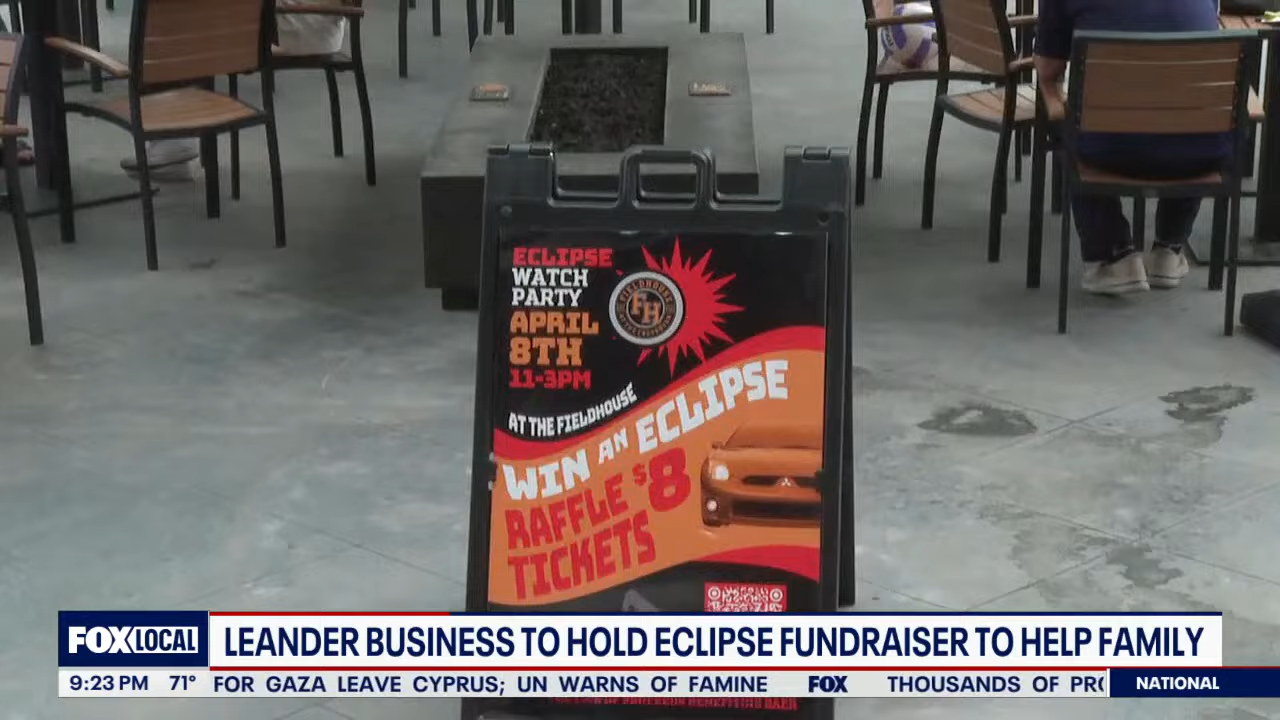 ECLIPSE
WATCH
PARTY
APRIL
8TH
11-3PM
FIELDHOUSE
FH
AT THE FIELDHOUSE
WIN AN ECLIPSE
RAFFLE $8
TICKETS
FOX LOCAL
LEANDER BUSINESS TO HOLD ECLIPSE FUNDRAISER TO HELP FAMILY
9:23 PM 71° FOR GAZA LEAVE CYPRUS; UN WARNS OF FAMINE FOX THOUSANDS OF NATIONAL